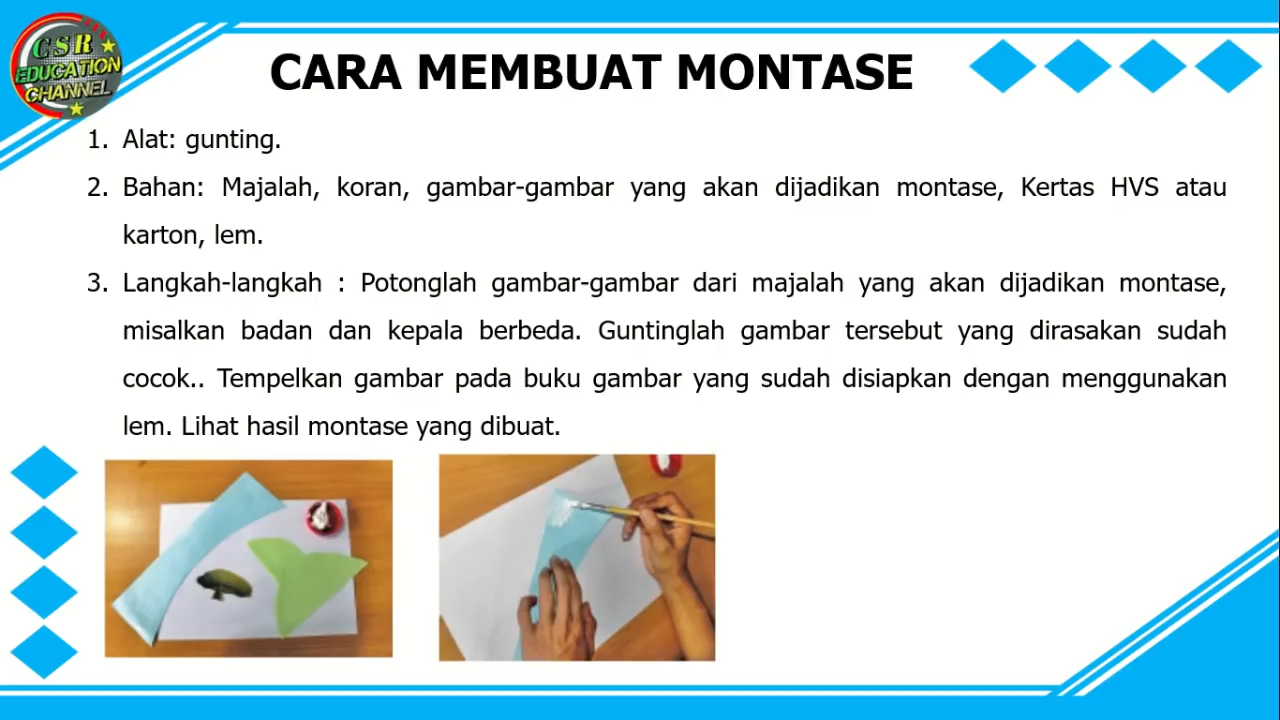 CSR
EDUCATION
CHANNEL
CARA MEMBUAT MONTASE
1. Alat: gunting.
2. Bahan: Majalah, koran, gambar-gambar yang akan dijadikan montase, Kertas HVS atau
karton, lem.
3. Langkah-langkah : Potonglah gambar-gambar dari majalah yang akan dijadikan montase,
misalkan badan dan kepala berbeda. Guntinglah gambar tersebut yang dirasakan sudah
cocok.. Tempelkan gambar pada buku gambar yang sudah disiapkan dengan menggunakan
lem. Lihat hasil montase yang dibuat.